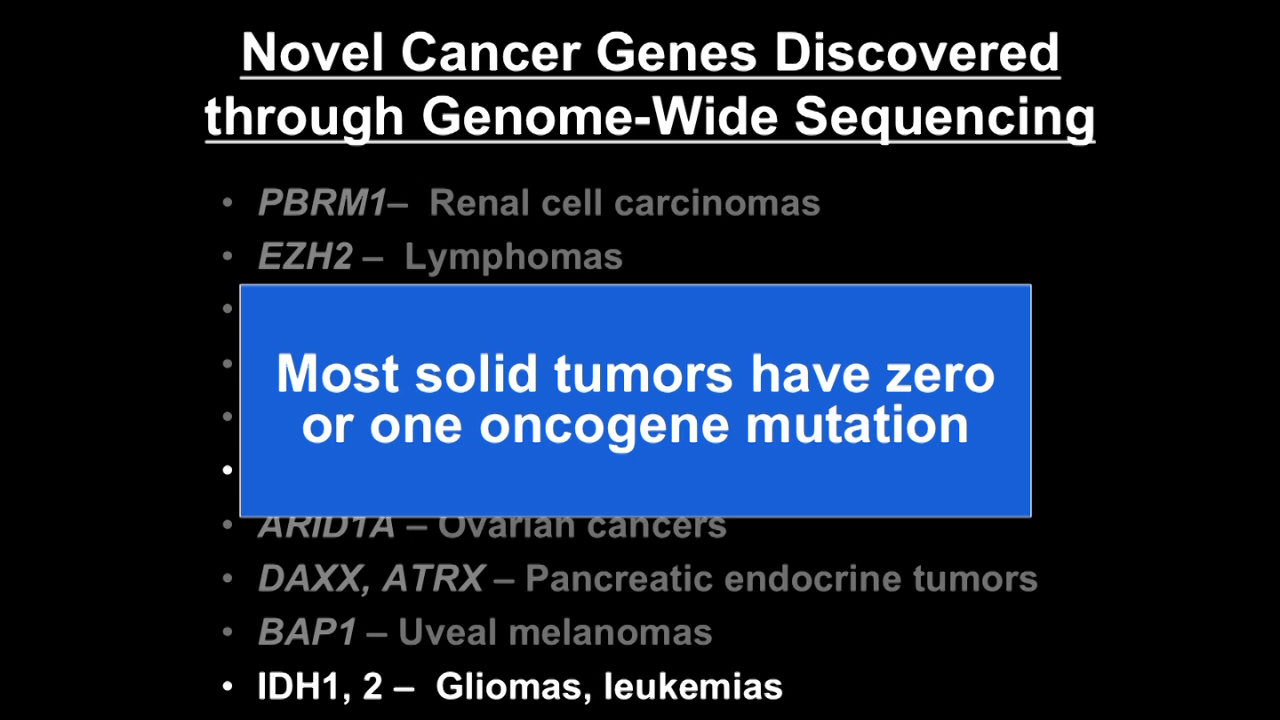 Novel Cancer Genes Discovered
through Genome-Wide Sequencing
• PBRM1– Renal cell carcinomas
• EZH2 – Lymphomas
•
•
•
•
Most solid tumors have zero
or one oncogene mutation
• ARID1A – Ovarian cancers
• DAXX, ATRX – Pancreatic endocrine tumors
• BAP1 – Uveal melanomas
• IDH1, 2 – Gliomas, leukemias